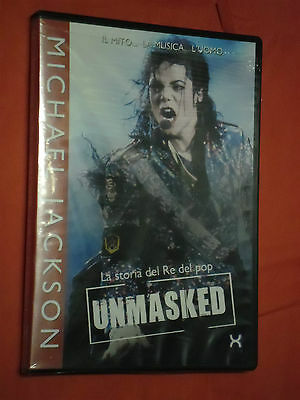 IL MITO... LA MUSICA... L'UOMO...
MICHAEL JACKSON
La storia del Re del pop
UNMASKED